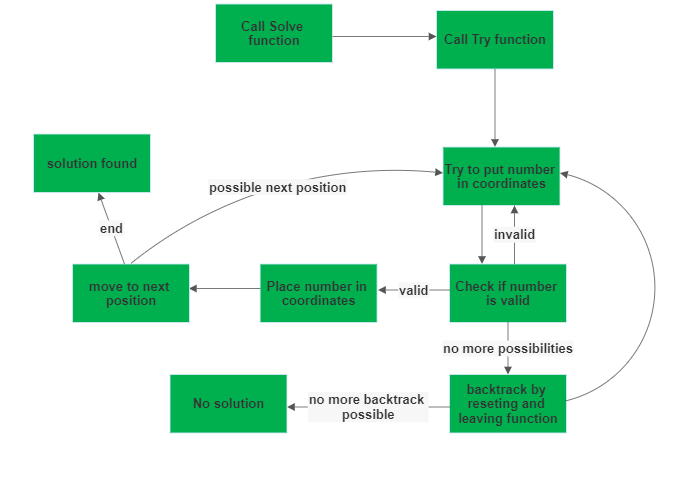 Call Solve
function
Call Try function
solution found
Try to put number
in coordinates
possible next position
end
invalid
move to next
position
Place number in
coordinates
valid
Check if number
is valid
no more possibilities
No solution
no more backtrack
possible
backtrack by
reseting and
leaving function